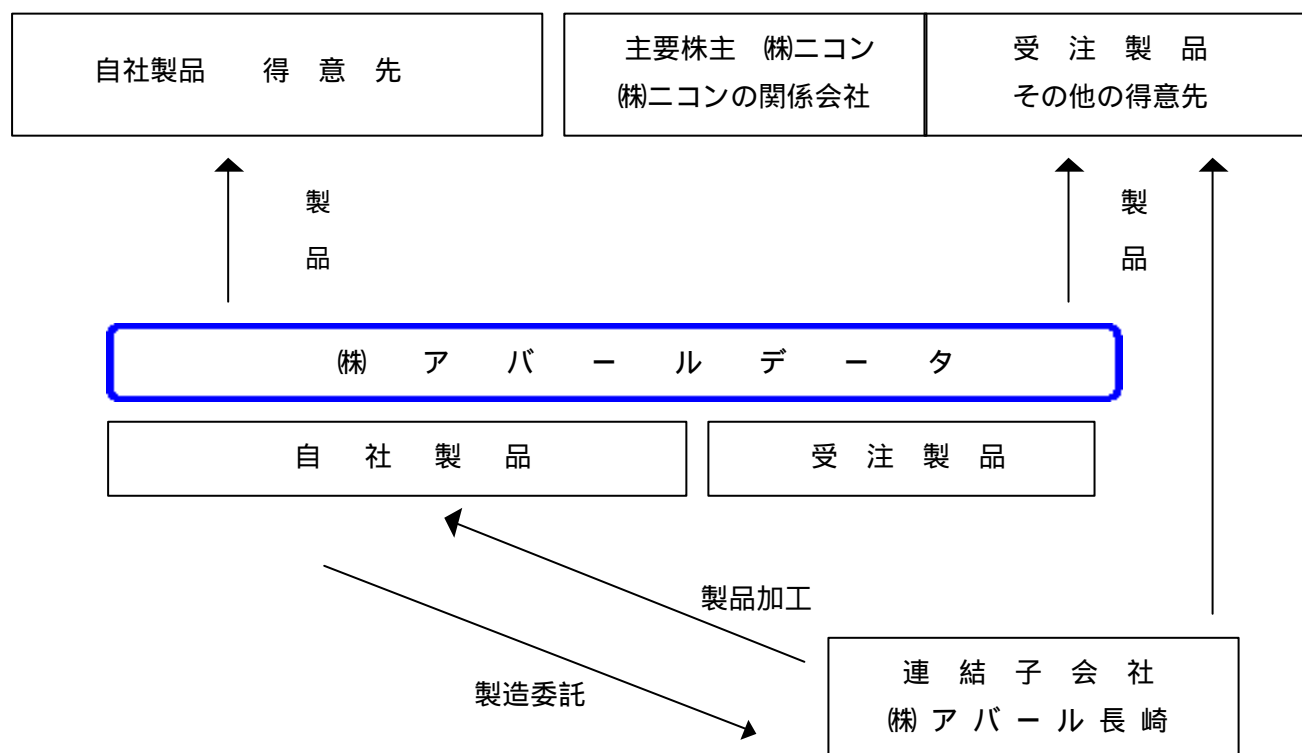 自社製品 得意先
主要株主 ㈱ニコン
㈱ニコンの関係会社
受注製品
その他の得意先
製品
製品
㈱アバールデータ
自社製品
受注製品
製品加工
製造委託
連結子会社
㈱アバール長崎